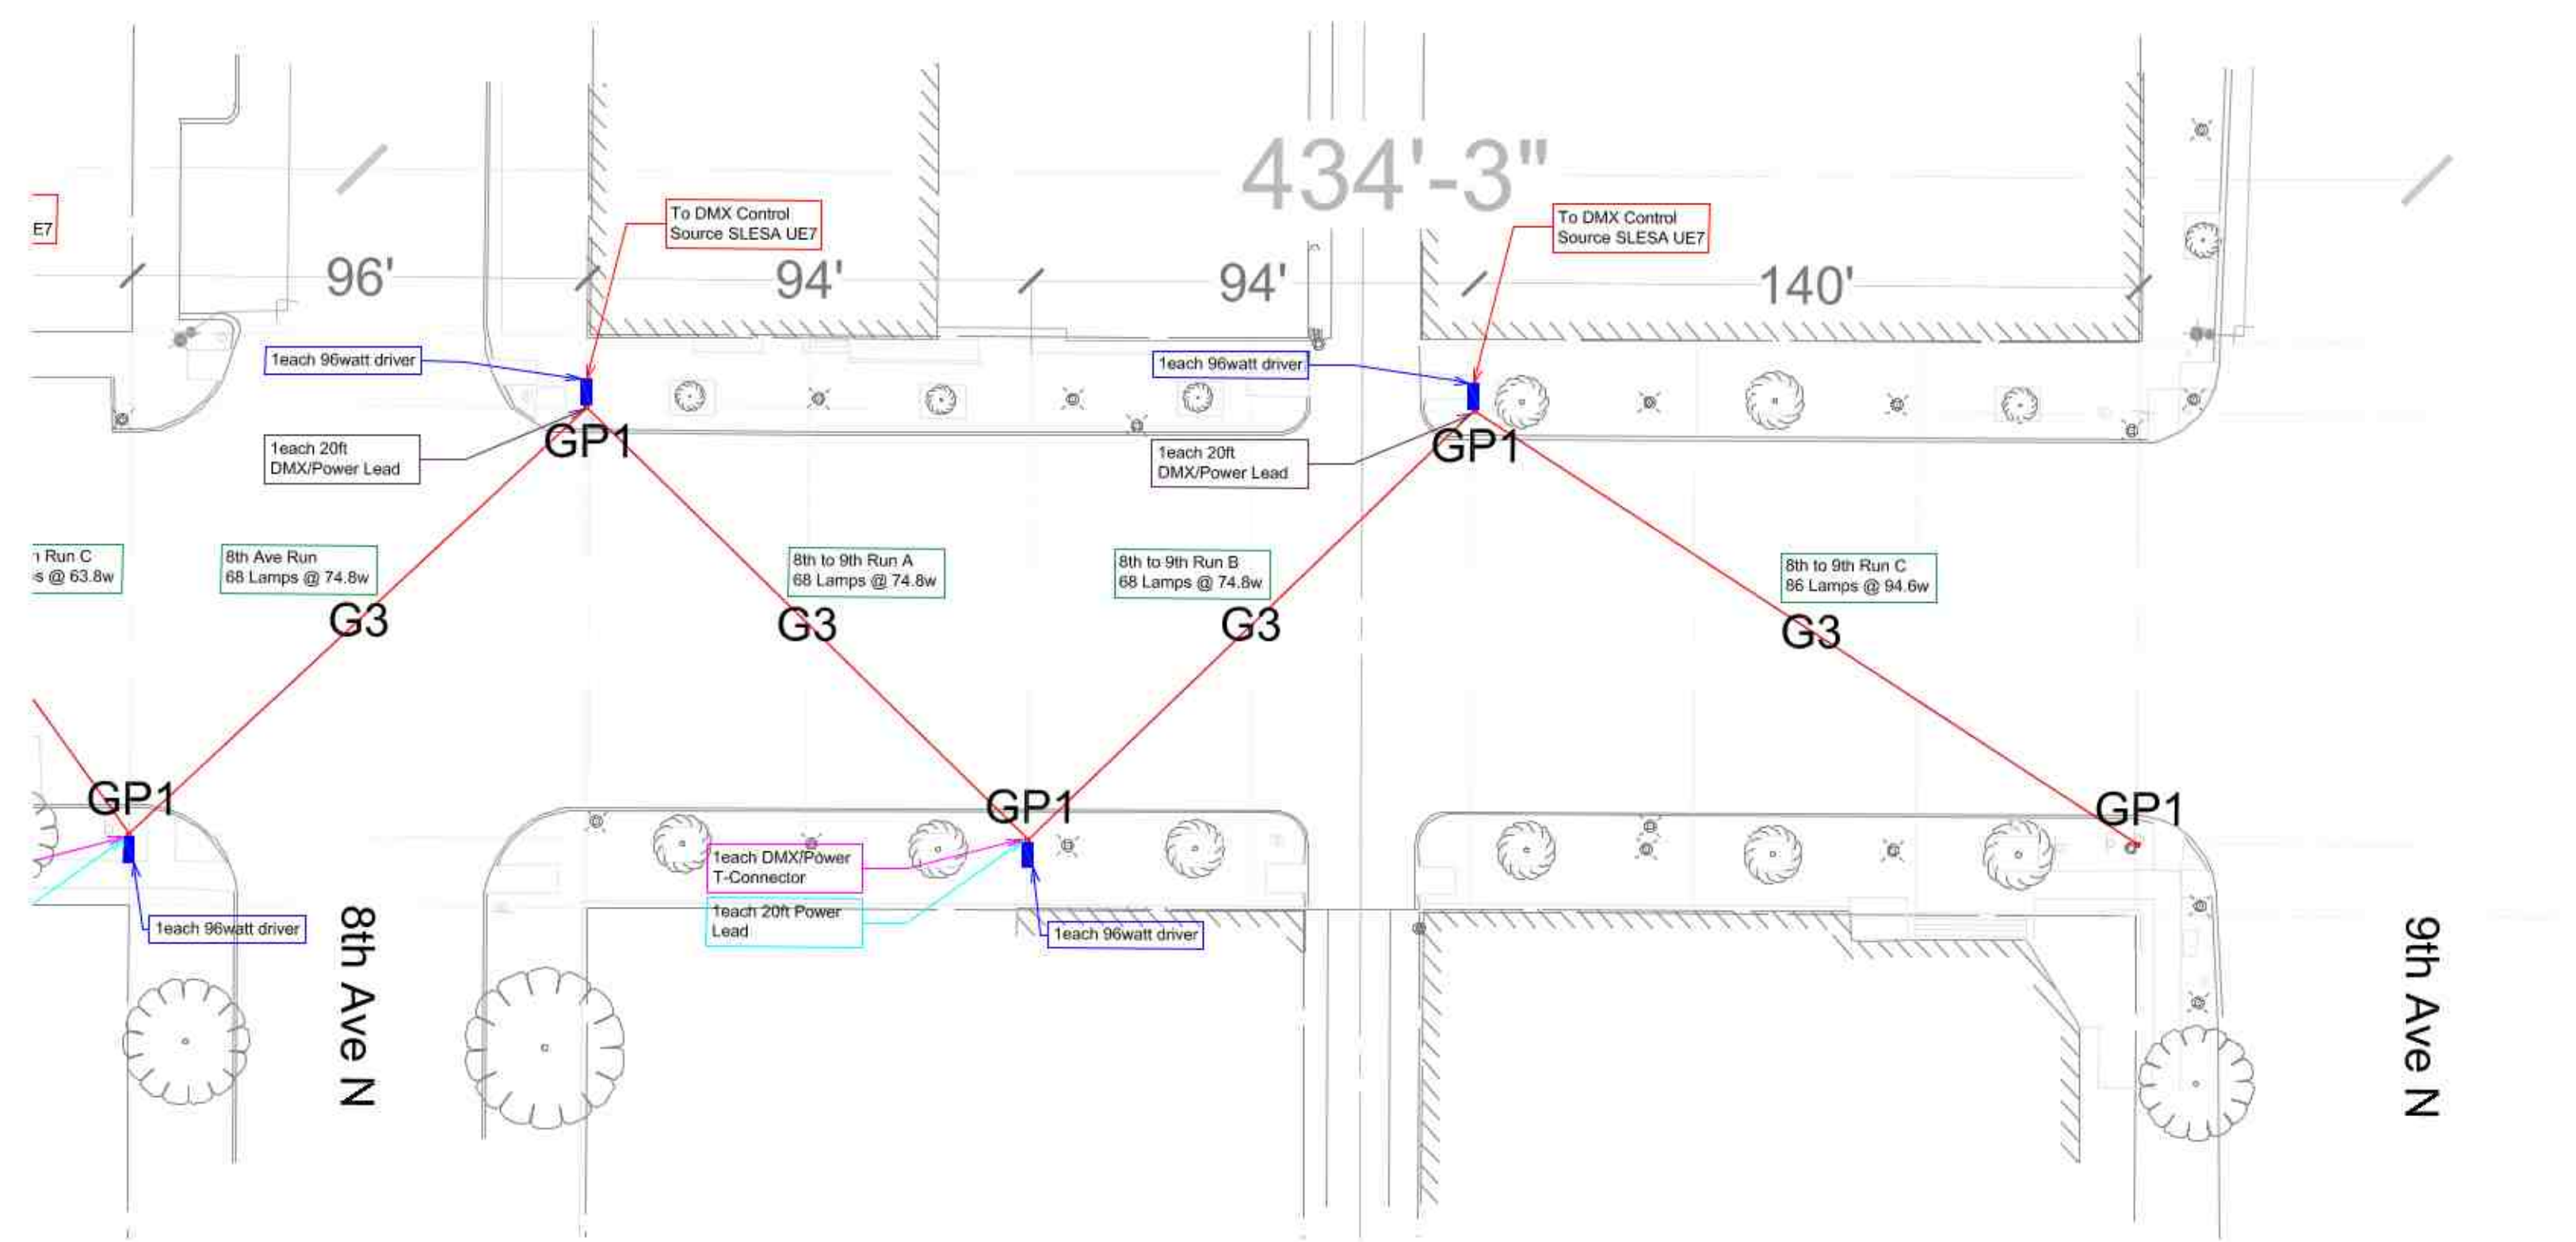 434'-3"
E7
To DMX Control
Source SLESA UE7
To DMX Control
Source SLESA UE7
96'
94'
94'
140'
1each 96watt driver
1each 96watt driver
GP1
GP1
1each 20ft
DMX/Power Lead
1each 20ft
DMX/Power Lead
Run C
@ 63.8w
8th Ave Run
68 Lamps @ 74.8w
8th to 9th Run A
68 Lamps @ 74.8w
8th to 9th Run B
68 Lamps @ 74.8w
8th to 9th Run C
86 Lamps @ 94.6w
G3
G3
G3
G3
GP1
GP1
GP1
1each DMX/Power
T-Connector
1each 20ft Power
Lead
1each 96watt driver
1each 96watt driver
8th Ave N
9th Ave N